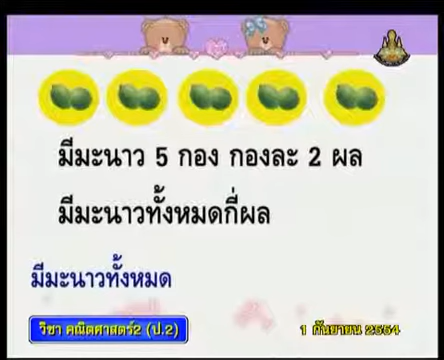 มีมะนาว 5 กอง กองละ 2 ผล
มีมะนาวทั้งหมดกี่ผล
มีมะนาวทั้งหมด
วิชา คณิตศาสตร์2 (ป.2)
1 กันยายน 2554